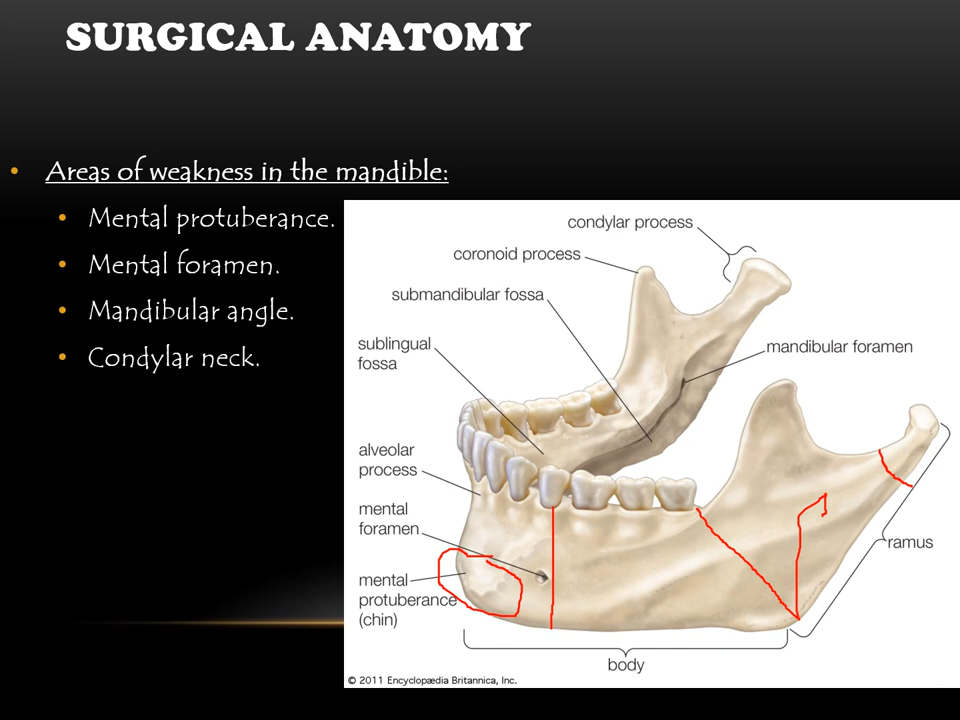 SURGICAL ANATOMY
• Areas of weakness in the mandible:
• Mental protuberance.
• Mental foramen.
• Mandibular angle.
• Condylar neck.
condylar process
coronoid process
submandibular fossa
sublingual
fossa
mandibular foramen
alveolar
process
mental
foramen
ramus
mental
protuberance
(chin)
body
© 2011 Encyclopædia Britannica, Inc.